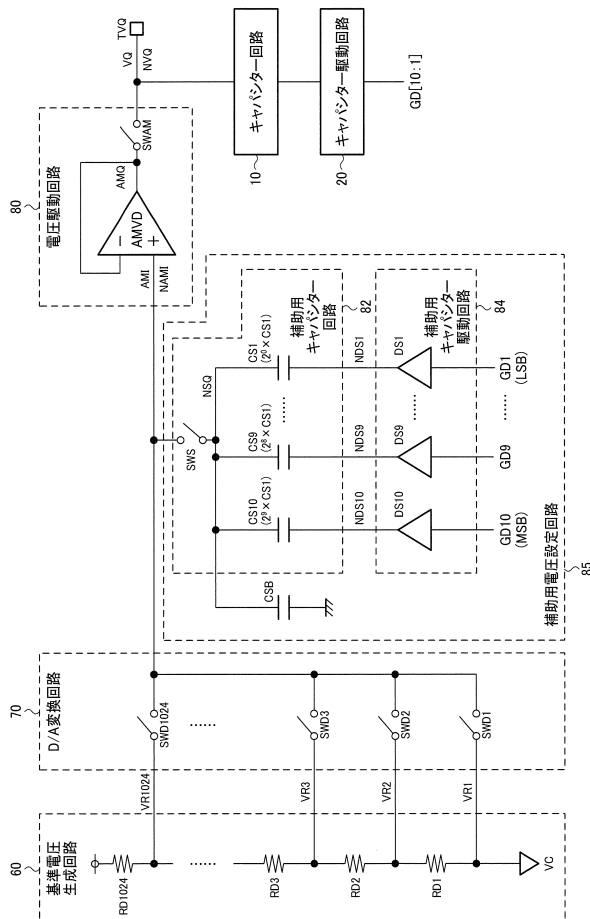 60
基準電圧
生成回路
RD1024
……
RD3
RD2
RD1
VC
VR1024
VR3
VR2
VR1
70
D/A変換回路
SWD1024
……
SWD3
SWD2
SWD1
80
電圧駆動回路
AMI
NAMI
AMVD
−
+
AMQ
SWAM
VQ
NVQ
TVQ
キャパシター回路
10
キャパシター駆動回路
20
GD[10:1]
SWS
NSQ
CSB
CS10
(2⁹×CS1)
CS9
(2⁸×CS1)
……
CS1
(2⁰×CS1)
補助用
キャパシター
回路
82
NDS10
NDS9
NDS1
DS10
DS9
……
DS1
補助用
キャパシター
駆動回路
84
GD10
(MSB)
GD9
……
GD1
(LSB)
補助用電圧設定回路
85